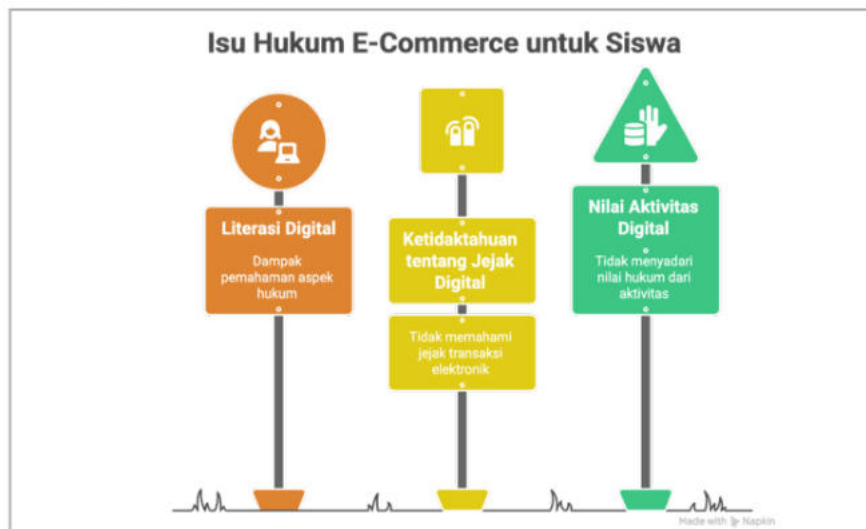 Isu Hukum E-Commerce untuk Siswa
Literasi Digital
Dampak
pemahaman aspek
hukum
Ketidaktahuan
tentang Jejak
Digital
Tidak memahami
jejak transaksi
elektronik
Nilai Aktivitas
Digital
Tidak menyadari
nilai hukum dari
aktivitas
Made with Napkin